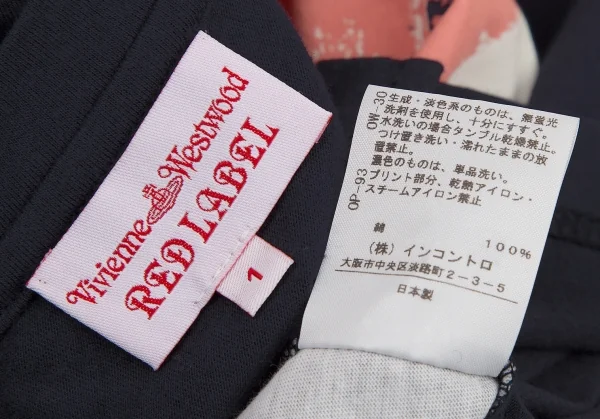 Vivienne Westwood
RED LABEL
1
OW 30
OP 93
生成・淡色系のものは、無蛍光
洗剤を使用し、十分にすすぐ。
水洗いの場合タンブル乾燥禁止。
つけ置き洗い・濡れたままの放
置禁止。
濃色のものは、単品洗い。
プリント部分、乾熱アイロン・
スチームアイロン禁止
綿 100%
(株) インコントロ
大阪市中央区淡路町2-3-5
日本製